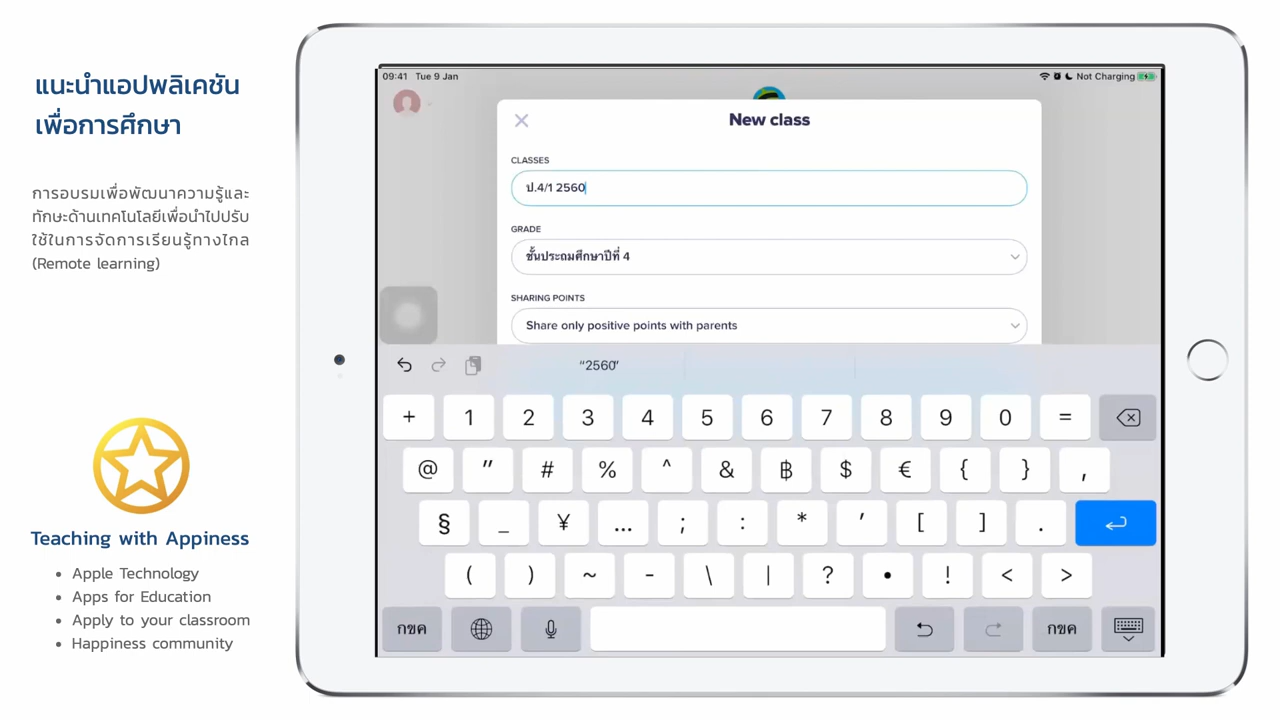 แนะนำแอปพลิเคชัน
เพื่อการศึกษา
การอบรมเพื่อพัฒนาความรู้และ
ทักษะด้านเทคโนโลยีเพื่อนำไปปรับ
ใช้ในการจัดการเรียนรู้ทางไกล
(Remote learning)
Teaching with Appiness
• Apple Technology
• Apps for Education
• Apply to your classroom
• Happiness community
09:41 Tue 9 Jan
Not Charging
New class
CLASSES
ป.4/1 2560
GRADE
ชั้นประถมศึกษาปีที่ 4
SHARING POINTS
Share only positive points with parents
“2560”
+ 1 2 3 4 5 6 7 8 9 0 =
@ " # % ^ & ฿ $ € { } ,
§ _ ¥ … ; : * ' [ ] .
( ) ~ - \ | ? • ! < >
กขค กขค